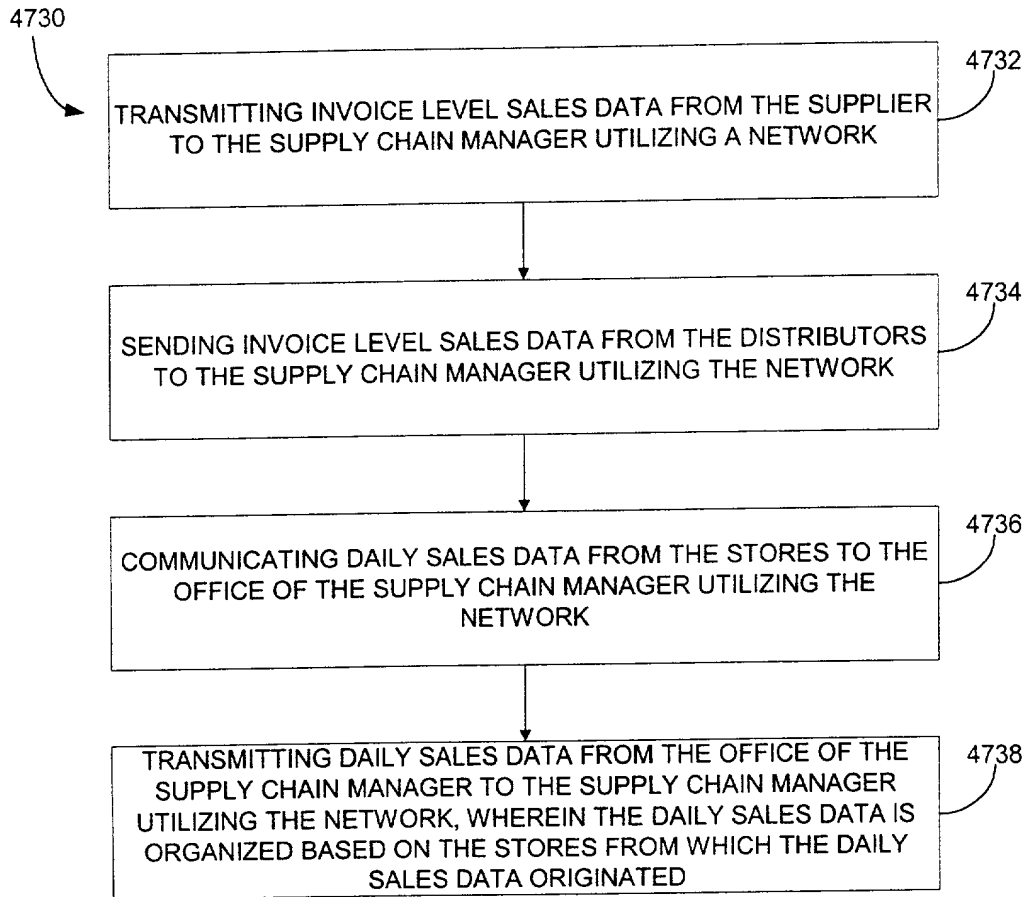 4730
4732
TRANSMITTING INVOICE LEVEL SALES DATA FROM THE SUPPLIER
TO THE SUPPLY CHAIN MANAGER UTILIZING A NETWORK
4734
SENDING INVOICE LEVEL SALES DATA FROM THE DISTRIBUTORS
TO THE SUPPLY CHAIN MANAGER UTILIZING THE NETWORK
4736
COMMUNICATING DAILY SALES DATA FROM THE STORES TO THE
OFFICE OF THE SUPPLY CHAIN MANAGER UTILIZING THE
NETWORK
4738
TRANSMITTING DAILY SALES DATA FROM THE OFFICE OF THE
SUPPLY CHAIN MANAGER TO THE SUPPLY CHAIN MANAGER
UTILIZING THE NETWORK, WHEREIN THE DAILY SALES DATA IS
ORGANIZED BASED ON THE STORES FROM WHICH THE DAILY
SALES DATA ORIGINATED